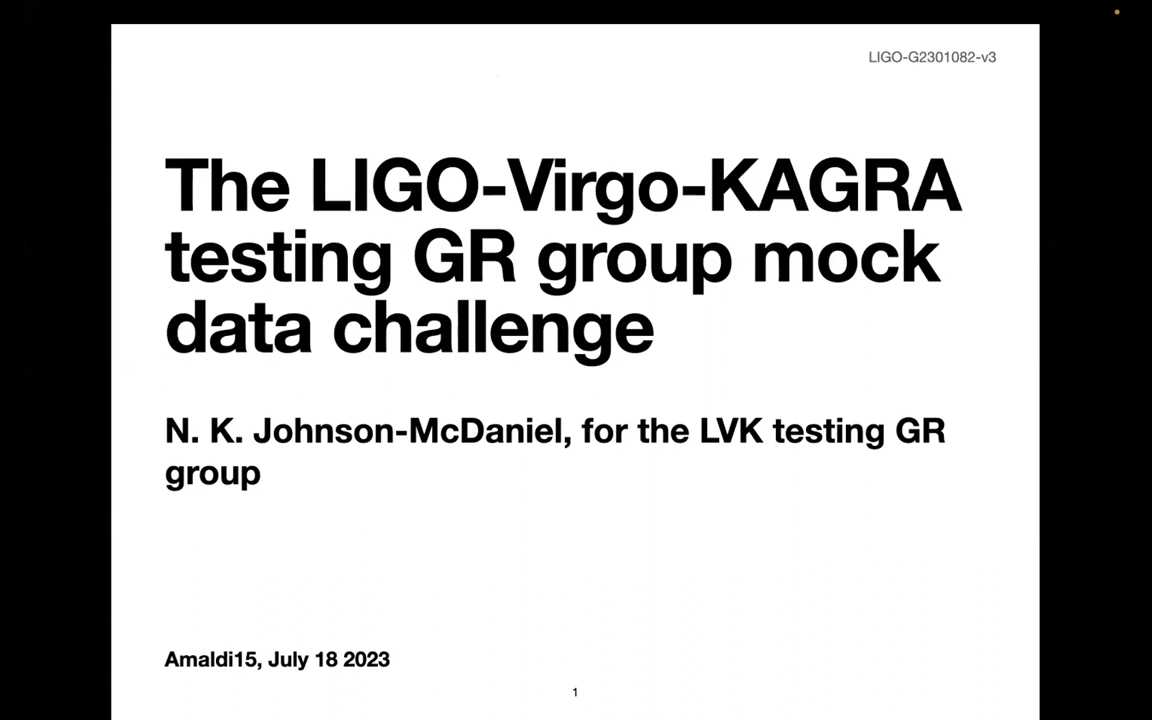 LIGO-G2301082-v3
The LIGO-Virgo-KAGRA
testing GR group mock
data challenge
N. K. Johnson-McDaniel, for the LVK testing GR
group
Amaldi15, July 18 2023
1